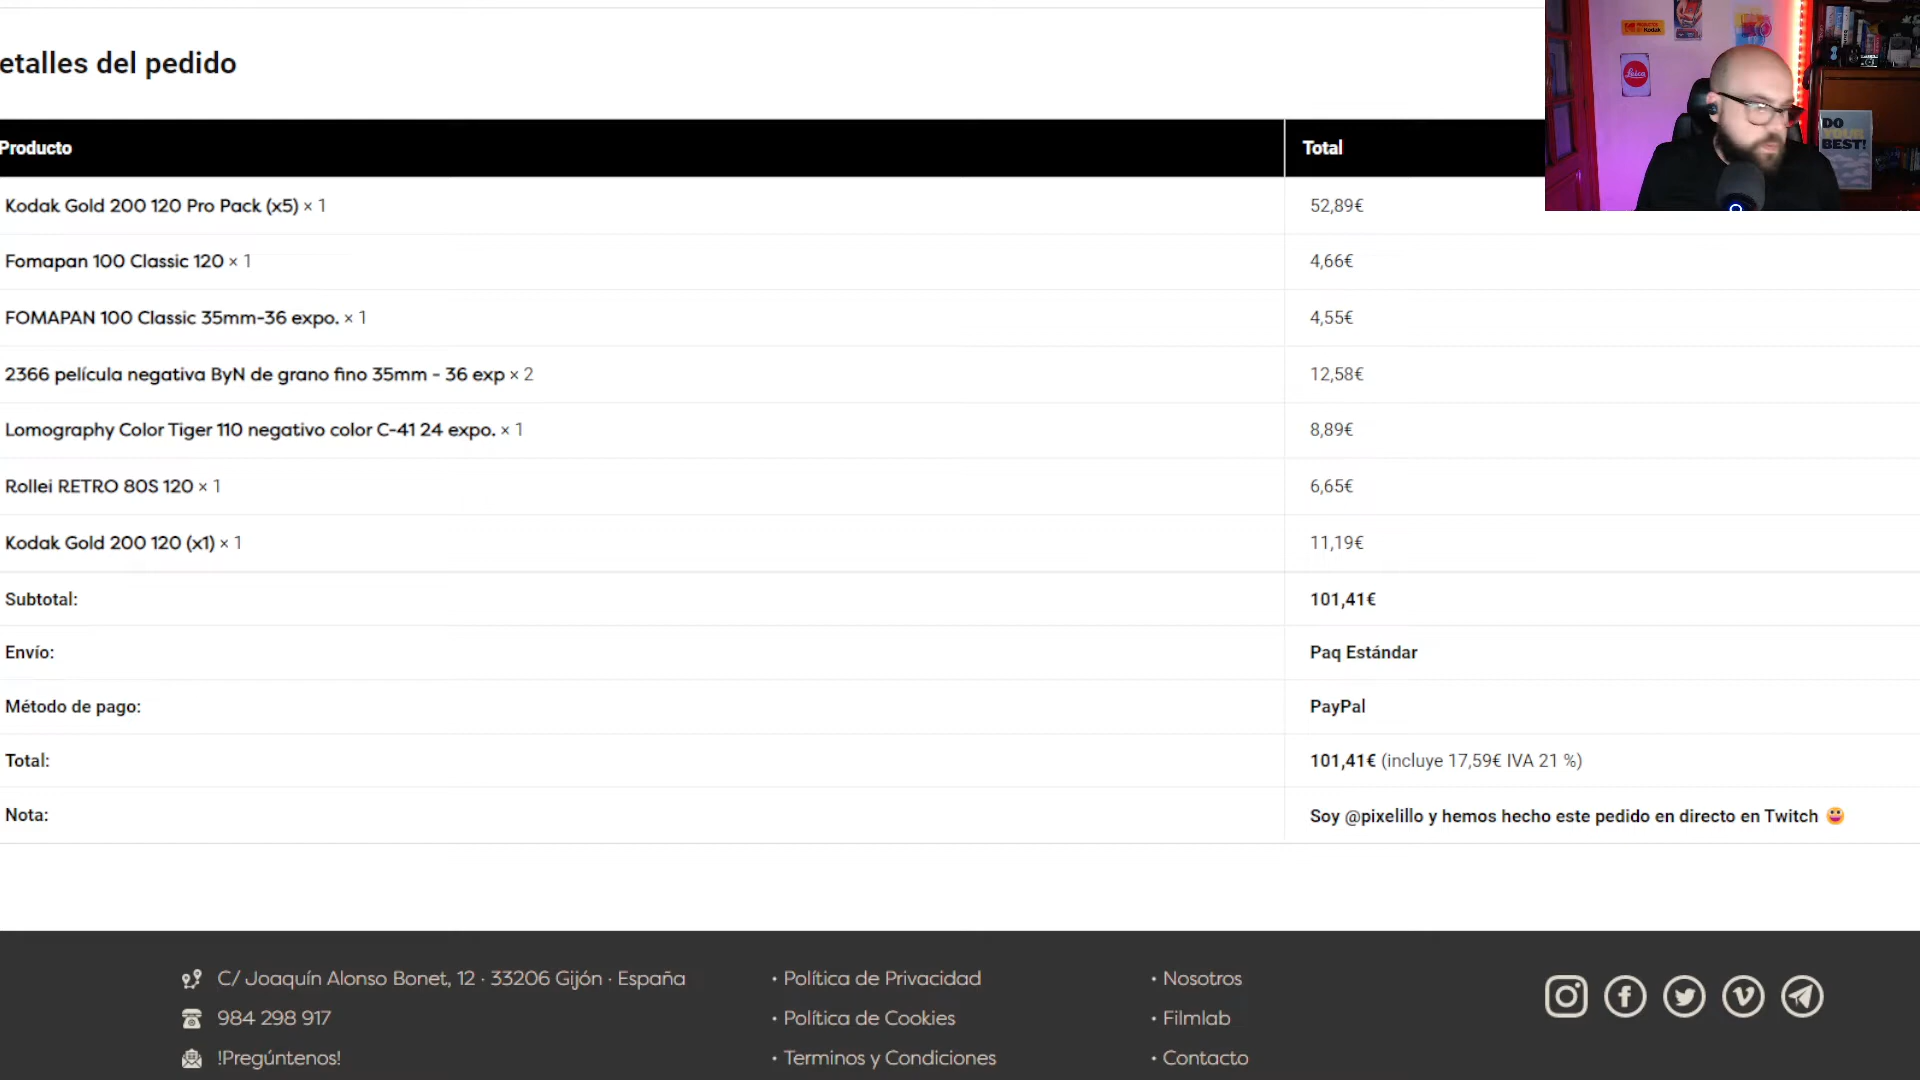 etalles del pedido
Producto Total
Kodak Gold 200 120 Pro Pack (x5) × 1 52,89€
Fomapan 100 Classic 120 × 1 4,66€
FOMAPAN 100 Classic 35mm-36 expo. × 1 4,55€
2366 película negativa ByN de grano fino 35mm - 36 exp × 2 12,58€
Lomography Color Tiger 110 negativo color C-41 24 expo. × 1 8,89€
Rollei RETRO 80S 120 × 1 6,65€
Kodak Gold 200 120 (x1) × 1 11,19€
Subtotal: 101,41€
Envío: Paq Estándar
Método de pago: PayPal
Total: 101,41€ (incluye 17,59€ IVA 21 %)
Nota: Soy @pixelillo y hemos hecho este pedido en directo en Twitch 😀
C/ Joaquín Alonso Bonet, 12 · 33206 Gijón · España
984 298 917
!Pregúntenos!
• Política de Privacidad
• Política de Cookies
• Terminos y Condiciones
• Nosotros
• Filmlab
• Contacto
Kodak
Leica
DO
YOUR
BEST!